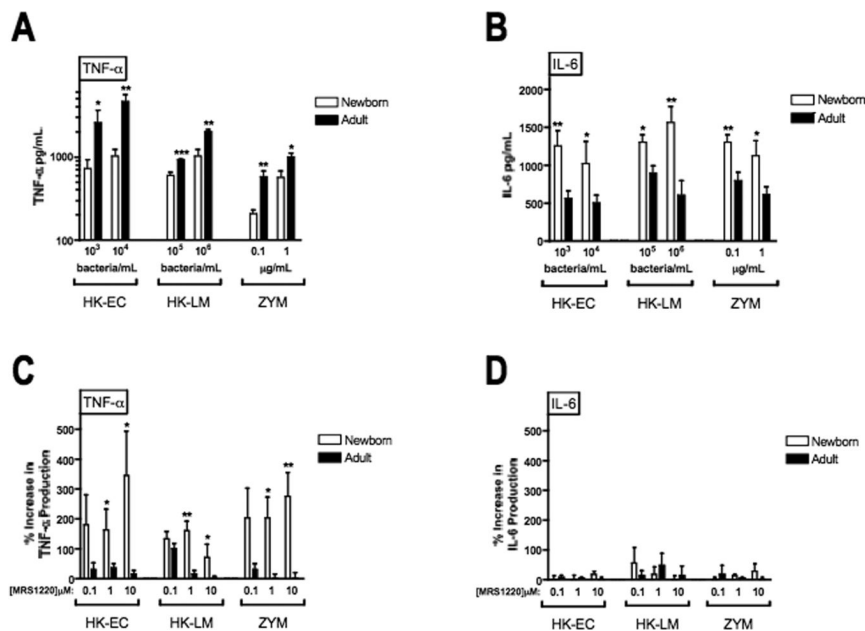 A
TNF-α
TNF-α pg/mL
1000
100
Newborn
Adult
* ** *** ** ** *
10³ 10⁴ 10⁵ 10⁶ 0.1 1
bacteria/mL bacteria/mL µg/mL
HK-EC HK-LM ZYM
B
IL-6
IL-6 pg/mL
2000
1500
1000
500
0
Newborn
Adult
** * * ** ** *
10³ 10⁴ 10⁵ 10⁶ 0.1 1
bacteria/mL bacteria/mL µg/mL
HK-EC HK-LM ZYM
C
TNF-α
% Increase in
TNF-α Production
500
400
300
200
100
0
Newborn
Adult
* * ** * * **
[MRS1220]µM: 0.1 1 10 0.1 1 10 0.1 1 10
HK-EC HK-LM ZYM
D
IL-6
% Increase in
IL-6 Production
500
400
300
200
100
0
Newborn
Adult
[MRS1220]µM: 0.1 1 10 0.1 1 10 0.1 1 10
HK-EC HK-LM ZYM